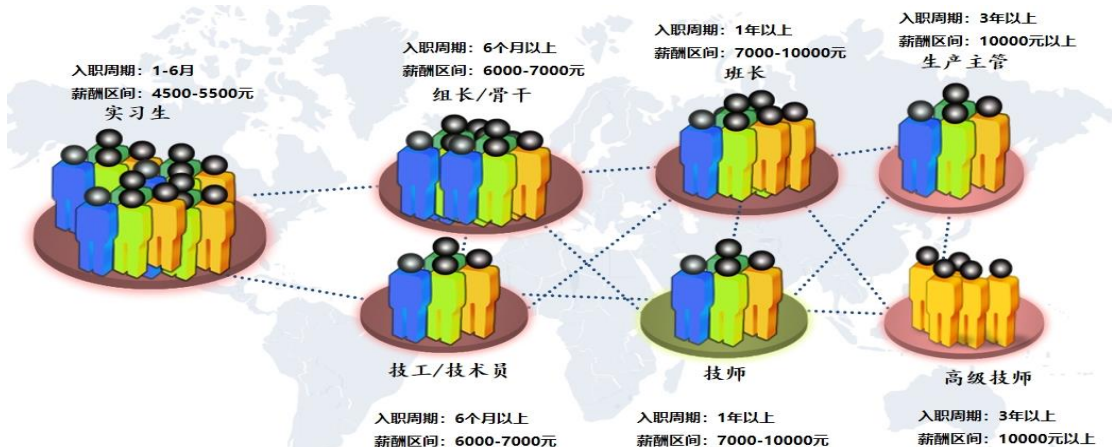 入职周期：1-6月
薪酬区间：4500-5500元
实习生
入职周期：6个月以上
薪酬区间：6000-7000元
组长/骨干
入职周期：1年以上
薪酬区间：7000-10000元
班长
入职周期：3年以上
薪酬区间：10000元以上
生产主管
技工/技术员
入职周期：6个月以上
薪酬区间：6000-7000元
技师
入职周期：1年以上
薪酬区间：7000-10000元
高级技师
入职周期：3年以上
薪酬区间：10000元以上